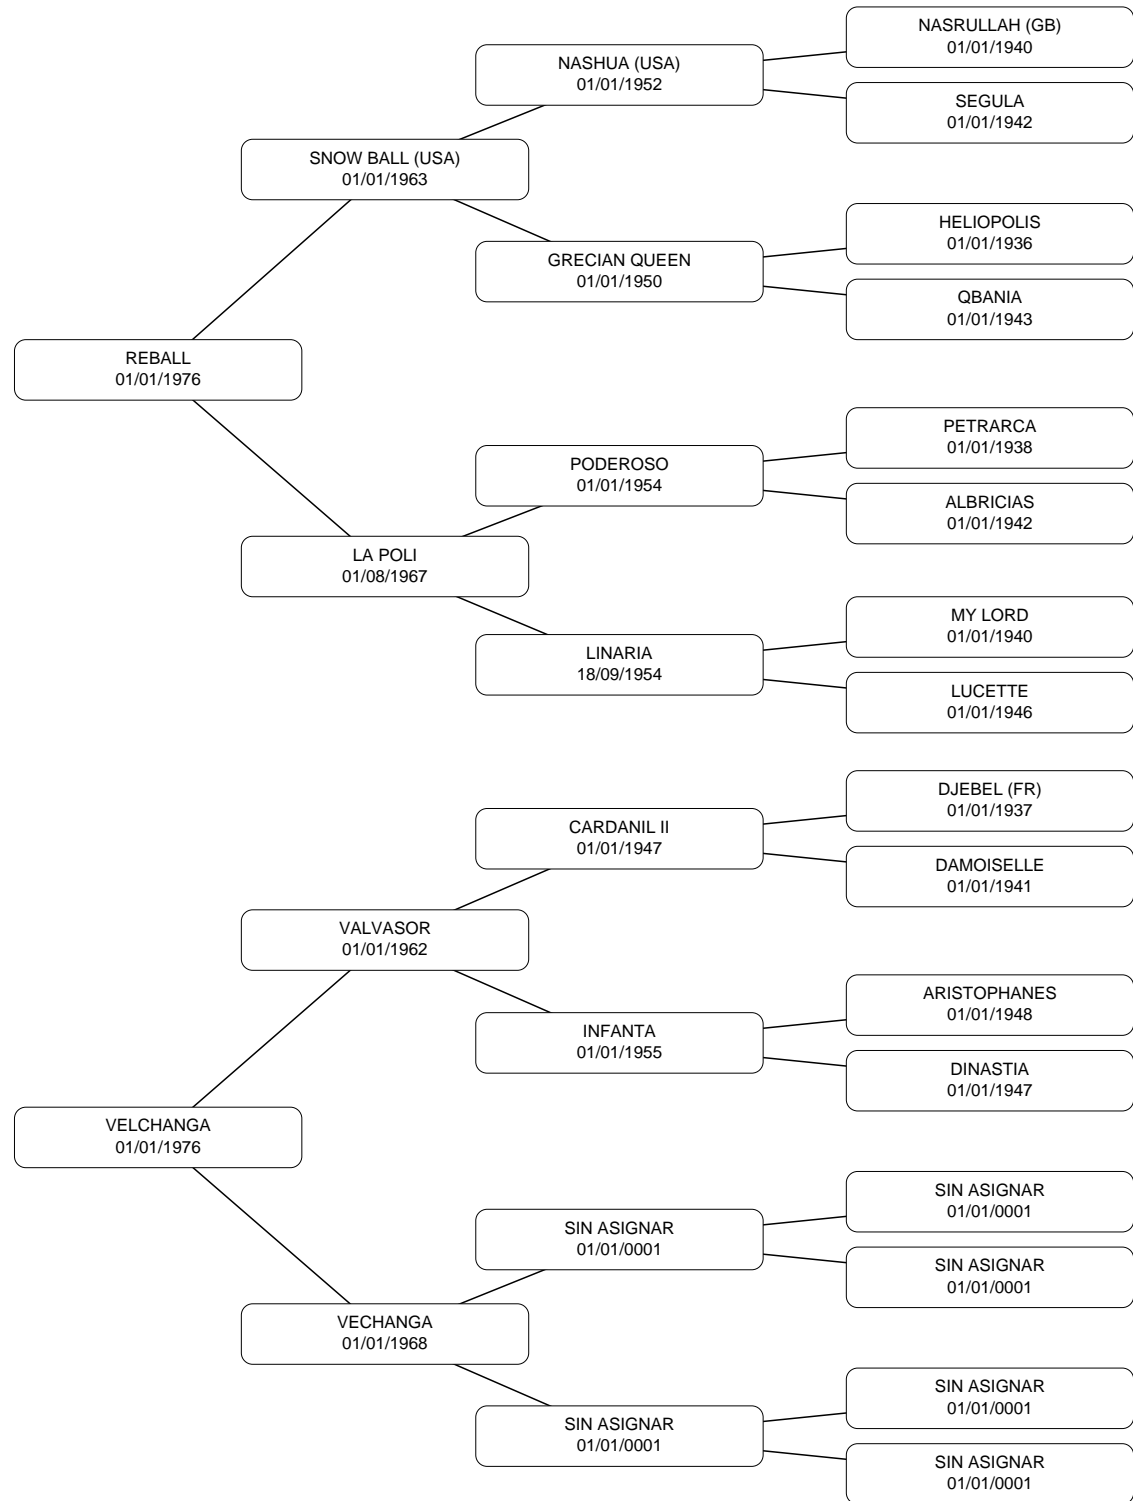 NASRULLAH (GB)
01/01/1940
NASHUA (USA)
01/01/1952
SEGULA
01/01/1942
SNOW BALL (USA)
01/01/1963
HELIOPOLIS
01/01/1936
GRECIAN QUEEN
01/01/1950
QBANIA
01/01/1943
REBALL
01/01/1976
PETRARCA
01/01/1938
PODEROSO
01/01/1954
ALBRICIAS
01/01/1942
LA POLI
01/08/1967
MY LORD
01/01/1940
LINARIA
18/09/1954
LUCETTE
01/01/1946
DJEBEL (FR)
01/01/1937
CARDANIL II
01/01/1947
DAMOISELLE
01/01/1941
VALVASOR
01/01/1962
ARISTOPHANES
01/01/1948
INFANTA
01/01/1955
DINASTIA
01/01/1947
VELCHANGA
01/01/1976
SIN ASIGNAR
01/01/0001
SIN ASIGNAR
01/01/0001
SIN ASIGNAR
01/01/0001
VECHANGA
01/01/1968
SIN ASIGNAR
01/01/0001
SIN ASIGNAR
01/01/0001
SIN ASIGNAR
01/01/0001